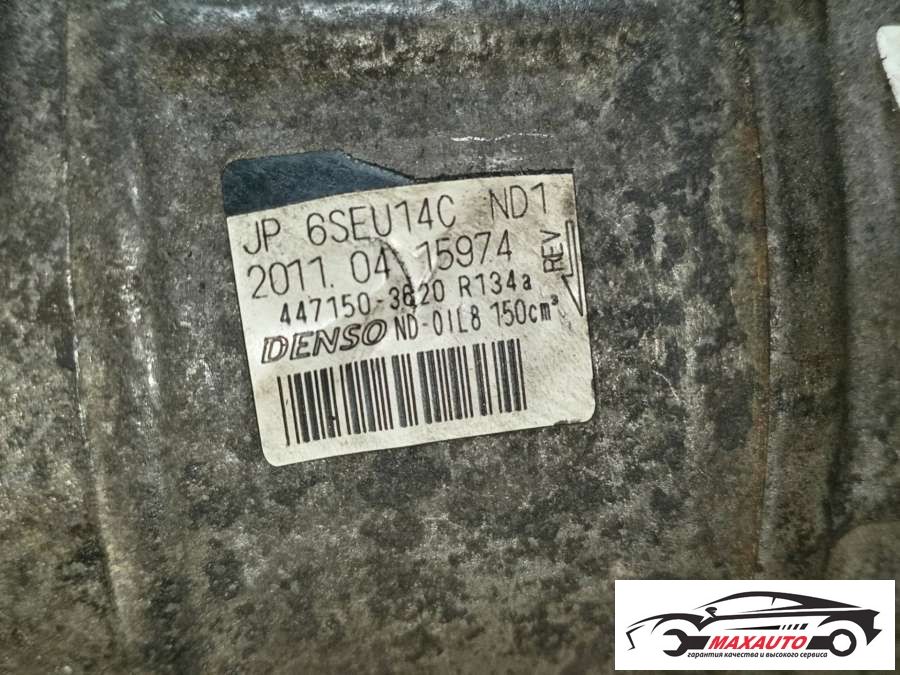 JP 6SEU14C ND1
2011. 04 15974
REV
447150-3820 R134a
DENSO ND-OIL8 150cm³
MAXAUTO
гарантия качества и высокого сервиса